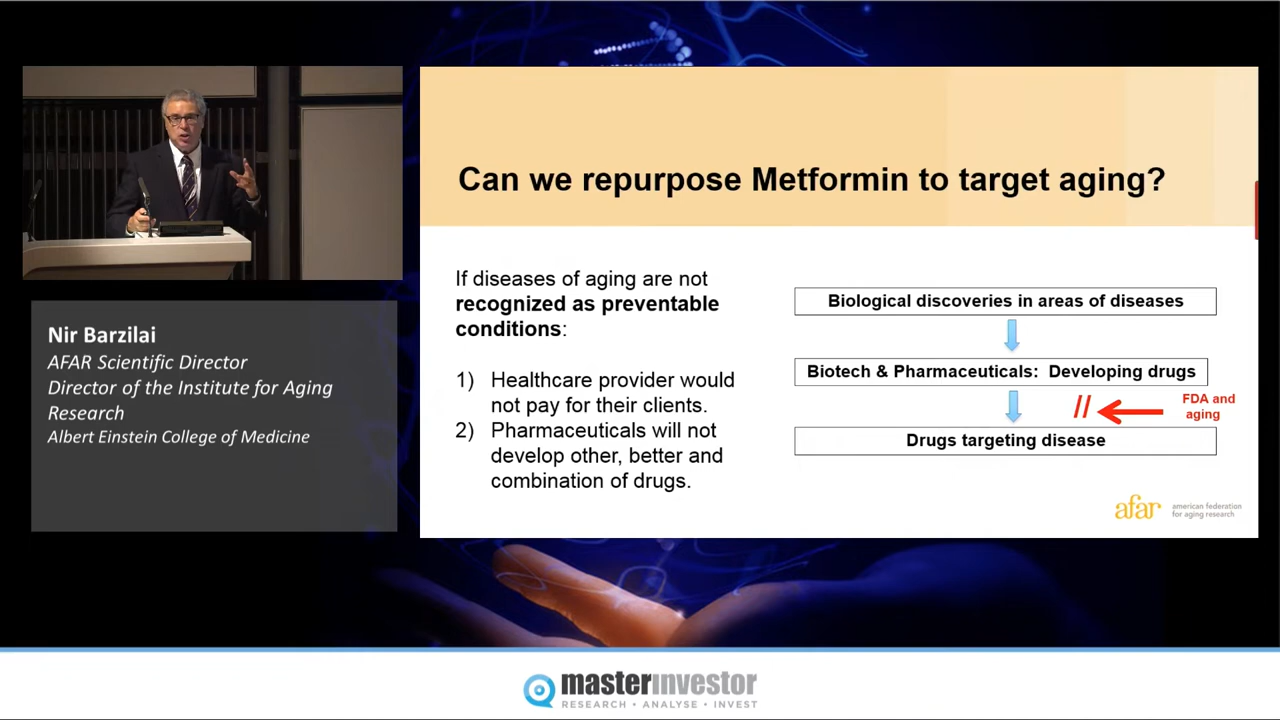 Can we repurpose Metformin to target aging?
Nir Barzilai
AFAR Scientific Director
Director of the Institute for Aging
Research
Albert Einstein College of Medicine
If diseases of aging are not
recognized as preventable
conditions:
1) Healthcare provider would
not pay for their clients.
2) Pharmaceuticals will not
develop other, better and
combination of drugs.
Biological discoveries in areas of diseases
Biotech & Pharmaceuticals: Developing drugs
// FDA and
aging
Drugs targeting disease
afar american federation
for aging research
masterinvestor
RESEARCH • ANALYSE • INVEST